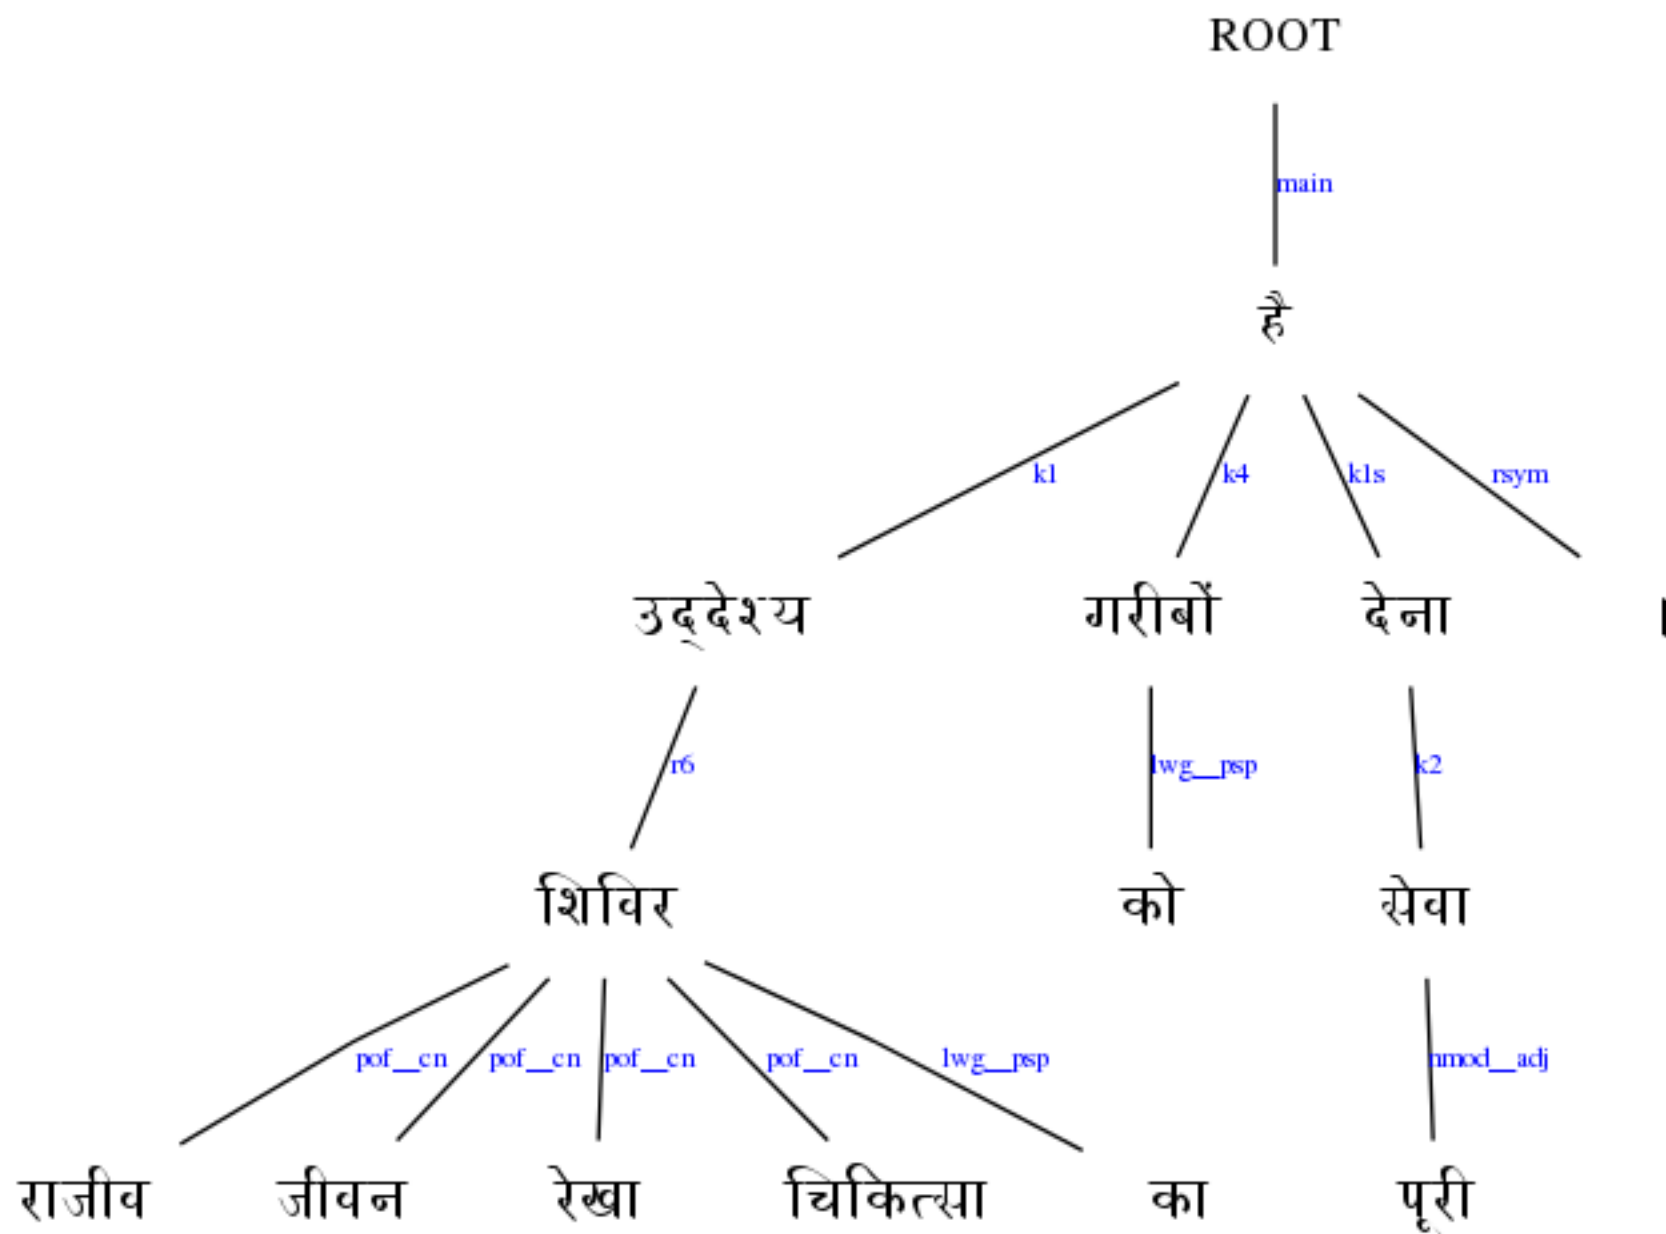 ROOT
main
है
k1 k4 k1s rsym
उद्देश्य गरीबों देना ।
r6 lwg__psp k2
शिविर को सेवा
pof__cn pof__cn pof__cn pof__cn lwg__psp nmod__adj
राजीव जीवन रेखा चिकित्सा का पूरी